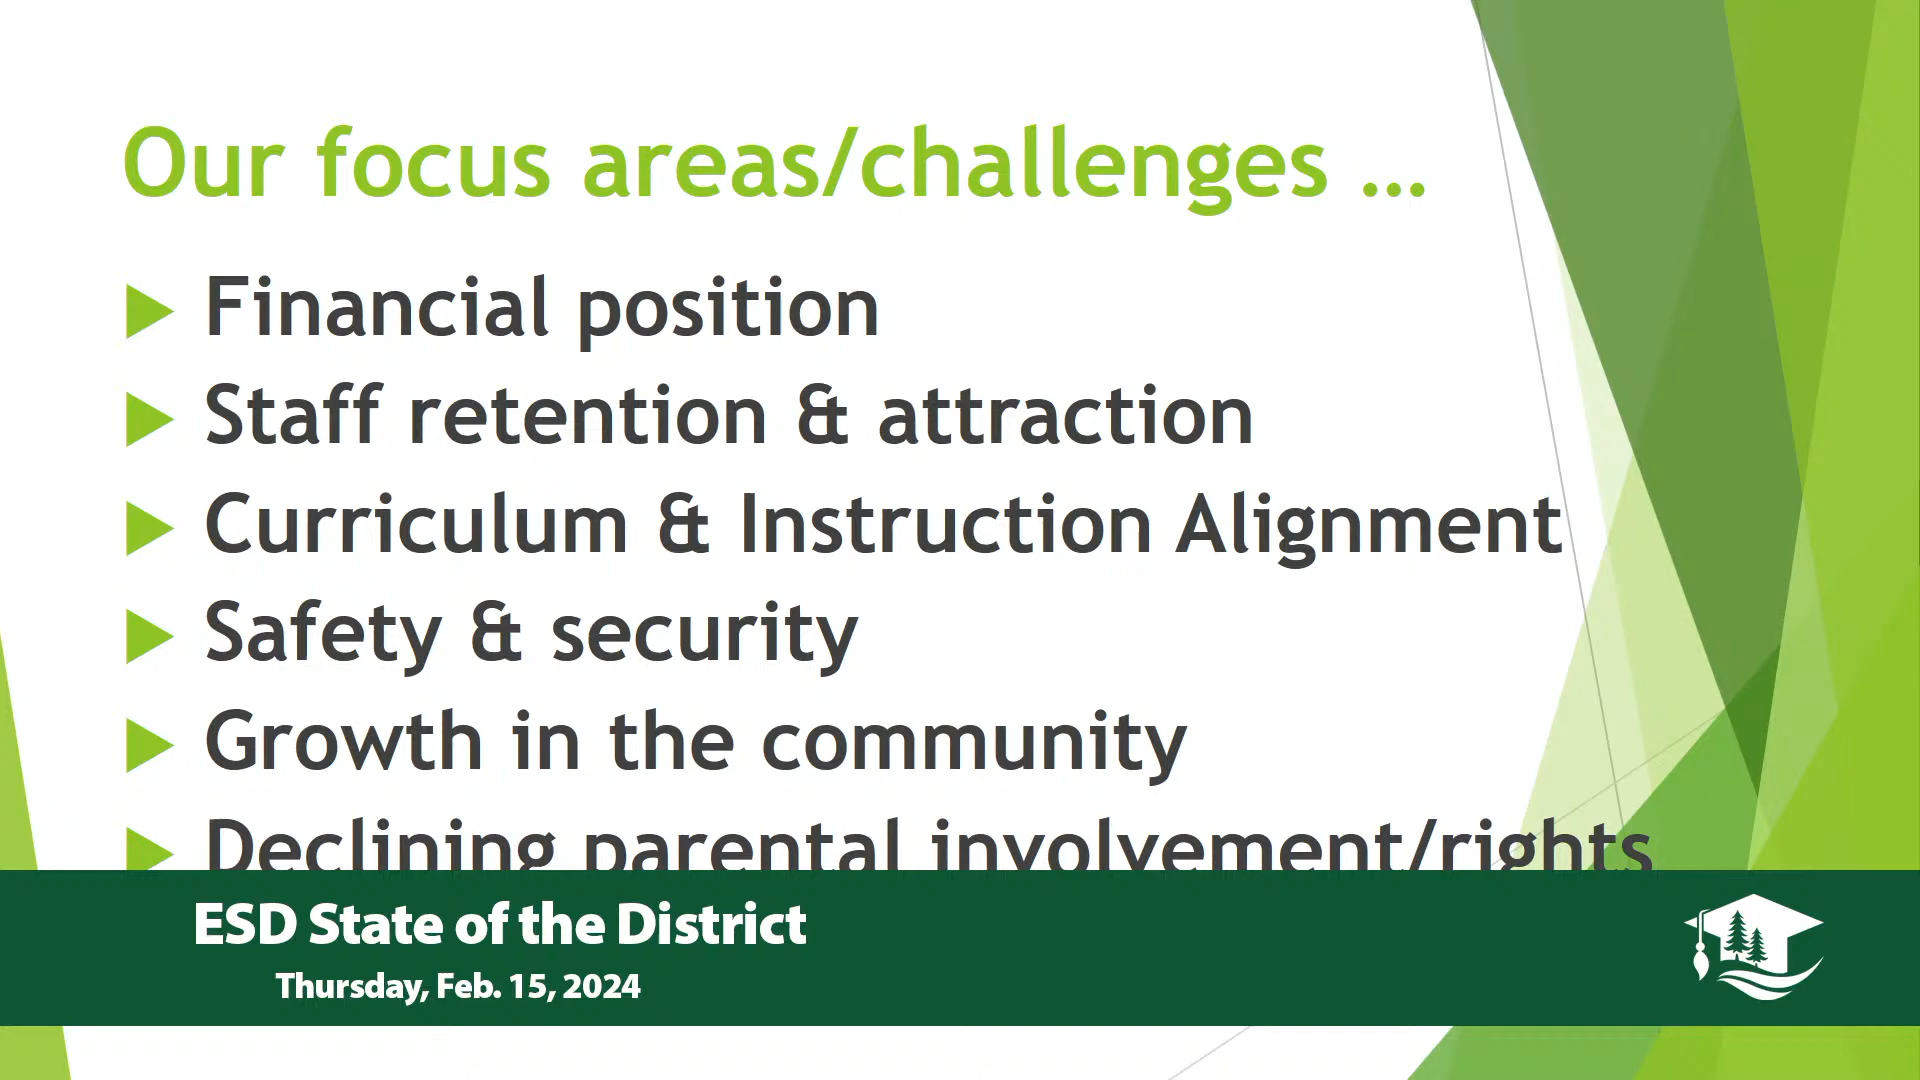 Our focus areas/challenges ...
Financial position
Staff retention & attraction
Curriculum & Instruction Alignment
Safety & security
Growth in the community
Declining parental involvement/rights
ESD State of the District
Thursday, Feb. 15, 2024